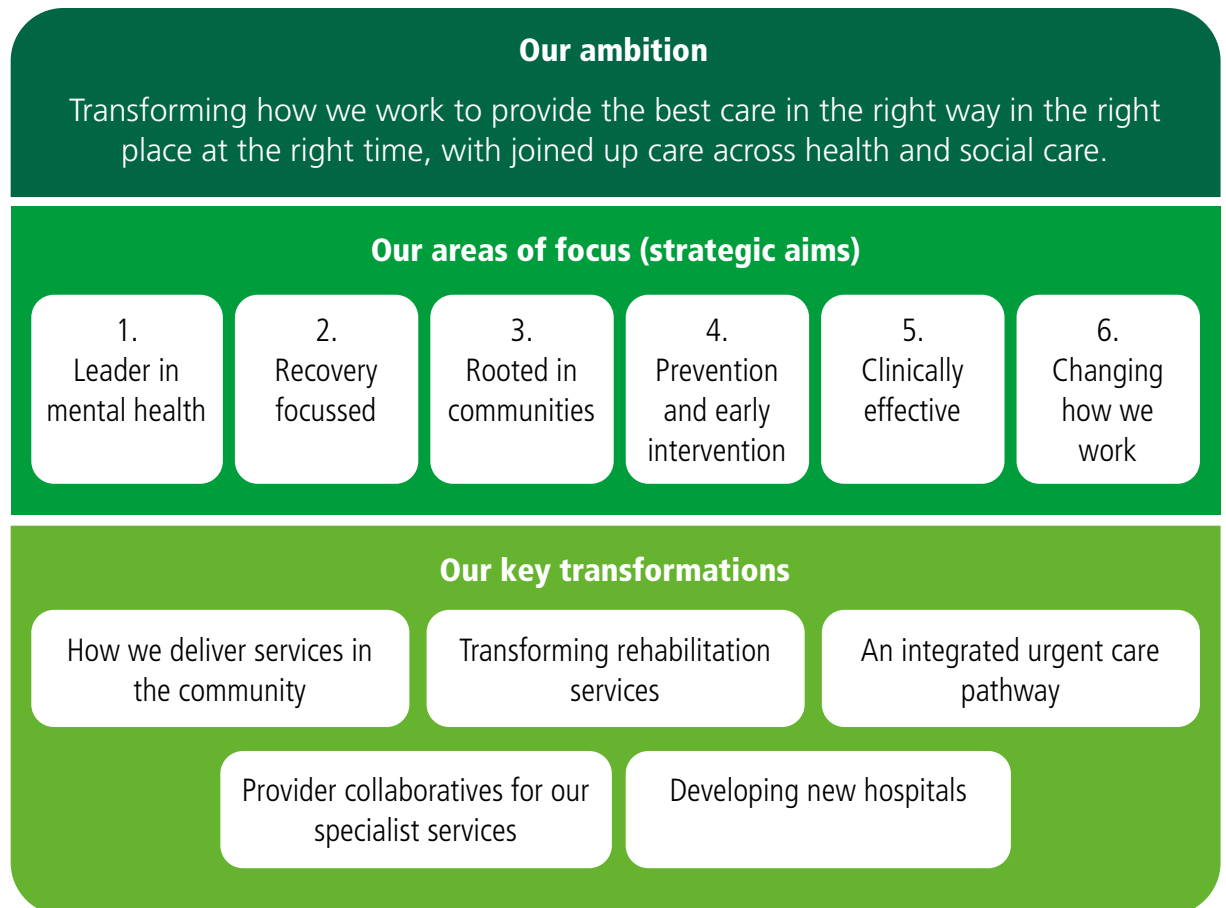 Our ambition
Transforming how we work to provide the best care in the right way in the right
place at the right time, with joined up care across health and social care.
Our areas of focus (strategic aims)
1.
Leader in
mental health
2.
Recovery
focussed
3.
Rooted in
communities
4.
Prevention
and early
intervention
5.
Clinically
effective
6.
Changing
how we
work
Our key transformations
How we deliver services in
the community
Transforming rehabilitation
services
An integrated urgent care
pathway
Provider collaboratives for our
specialist services
Developing new hospitals